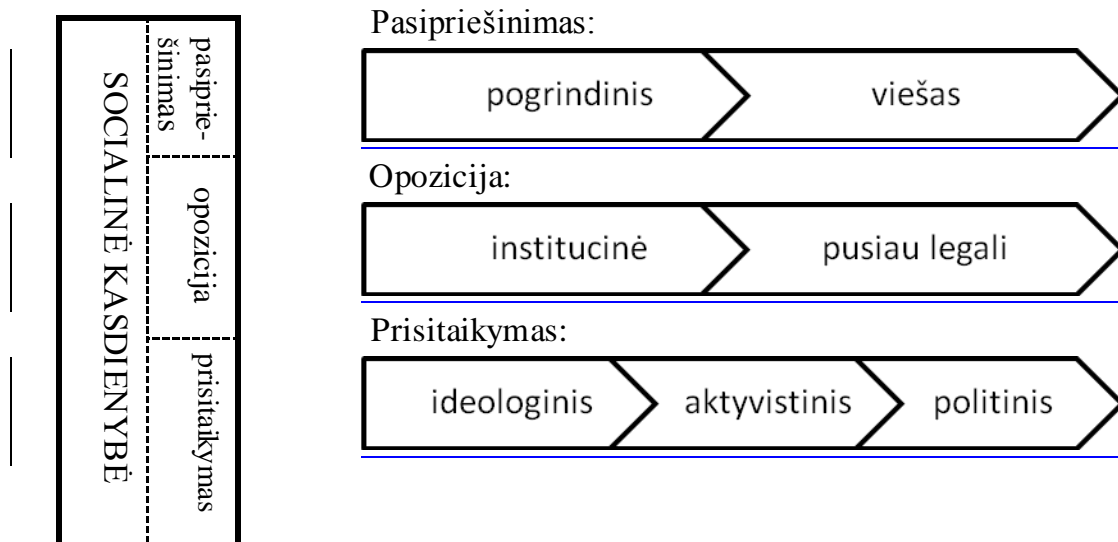 SOCIALINĖ KASDIENYBĖ
pasiprie-
šinimas
opozicija
prisitaikymas
Pasipriešinimas:
pogrindinis viešas
Opozicija:
institucinė pusiau legali
Prisitaikymas:
ideologinis aktyvistinis politinis